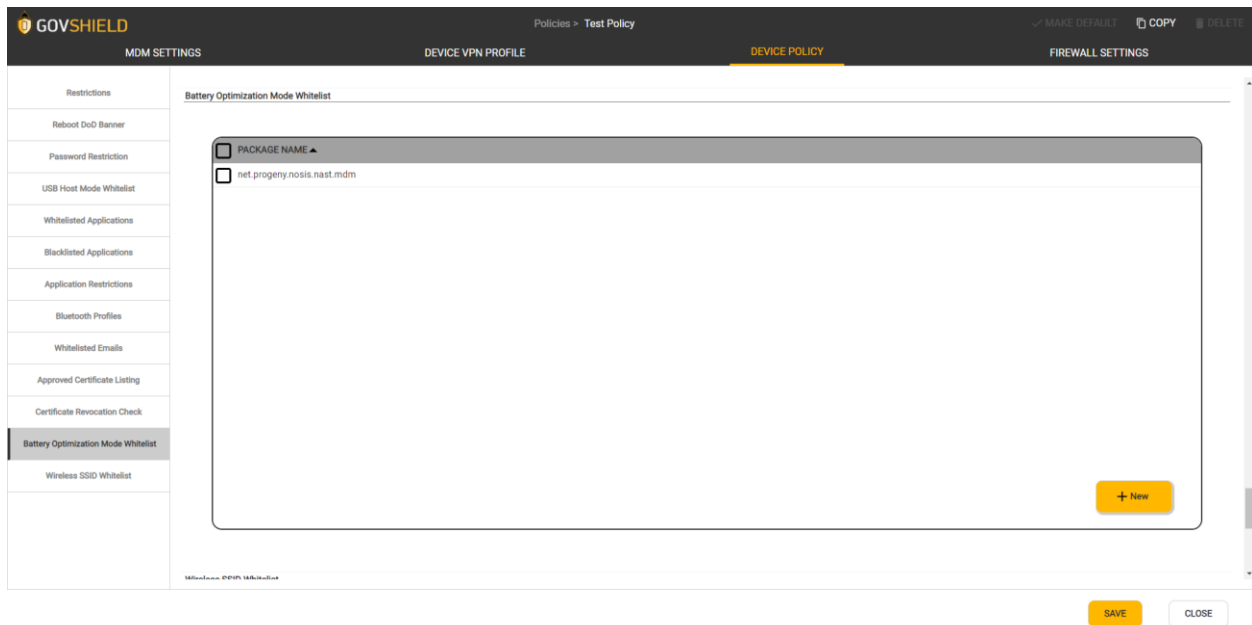 GOVSHIELD
Policies > Test Policy
MAKE DEFAULT COPY DELETE
MDM SETTINGS DEVICE VPN PROFILE DEVICE POLICY FIREWALL SETTINGS
Restrictions
Reboot DoD Banner
Password Restriction
USB Host Mode Whitelist
Whitelisted Applications
Blacklisted Applications
Application Restrictions
Bluetooth Profiles
Whitelisted Emails
Approved Certificate Listing
Certificate Revocation Check
Battery Optimization Mode Whitelist
Wireless SSID Whitelist
Battery Optimization Mode Whitelist
PACKAGE NAME
net.progeny.nosis.nast.mdm
+ New
Wireless SSID Whitelist
SAVE CLOSE